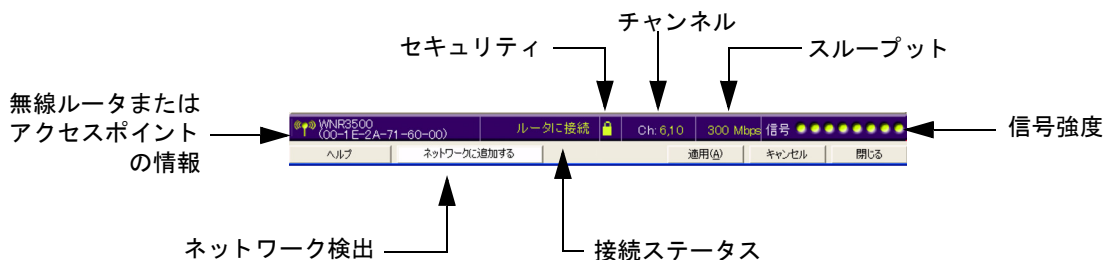 チャンネル
セキュリティ
スループット
無線ルータまたは
アクセスポイント
の情報
WNR3500
(00-1E-2A-71-60-00)
ルータに接続
Ch: 6,10
300 Mbps
信号
信号強度
ヘルプ
ネットワークに追加する
適用(A)
キャンセル
閉じる
ネットワーク検出
接続ステータス